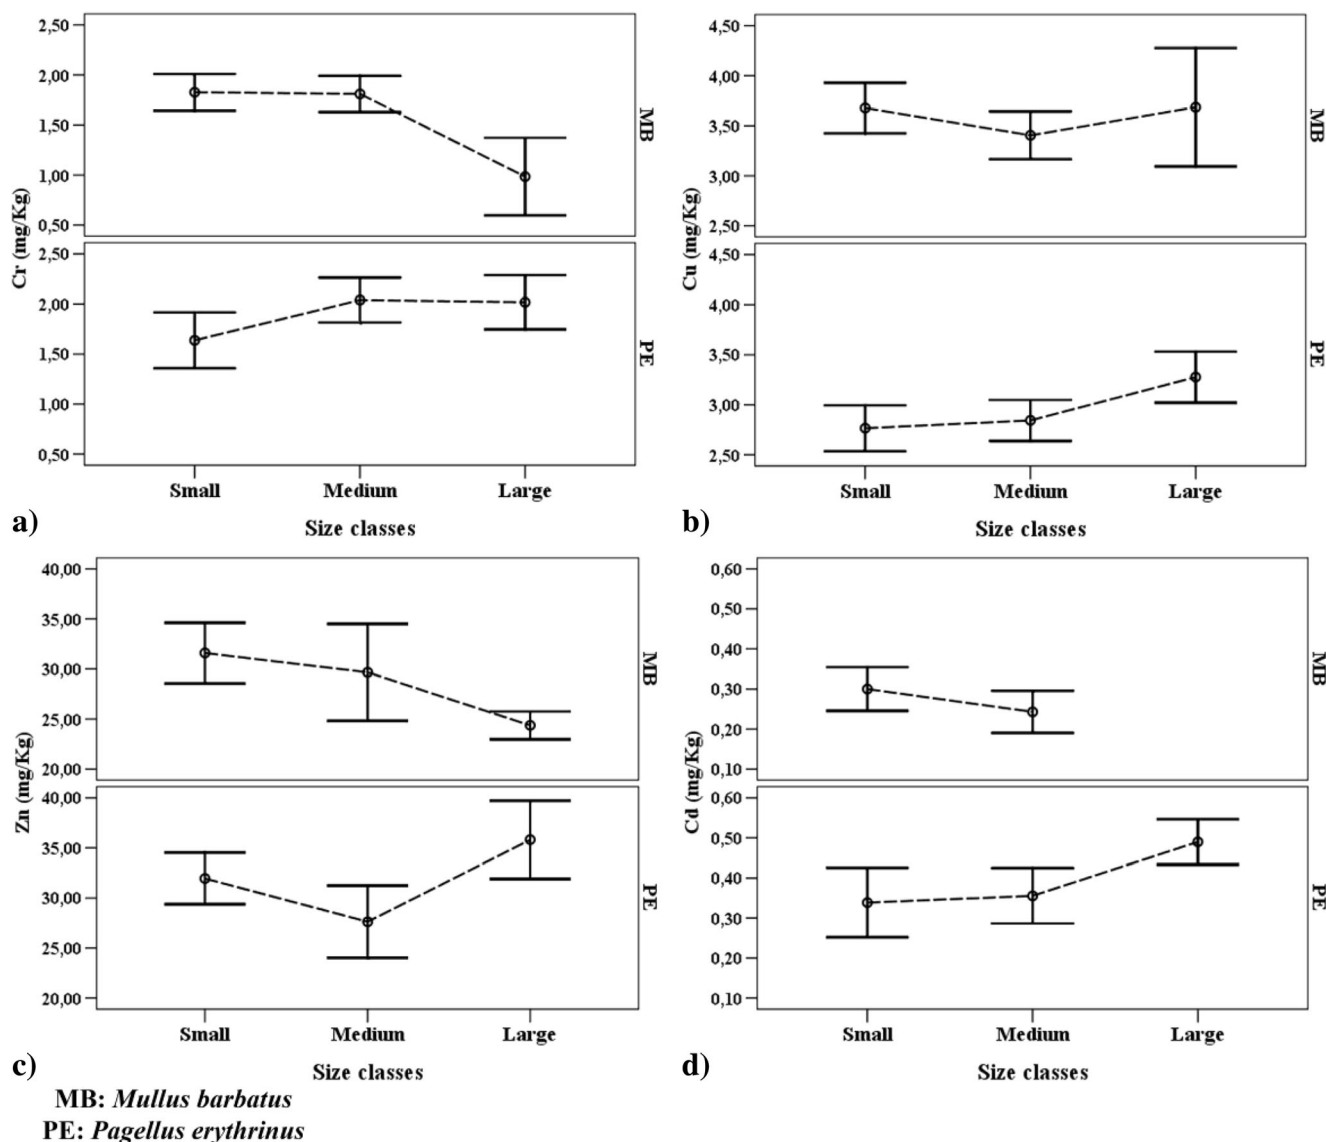 2,50
2,00
1,50
1,00
0,50
MB
Cr (mg/Kg)
2,50
2,00
1,50
1,00
0,50
PE
Small Medium Large
a)
Size classes
4,50
4,00
3,50
3,00
2,50
MB
Cu (mg/Kg)
4,50
4,00
3,50
3,00
2,50
PE
Small Medium Large
b)
Size classes
40,00
35,00
30,00
25,00
20,00
MB
Zn (mg/Kg)
40,00
35,00
30,00
25,00
20,00
PE
Small Medium Large
c)
Size classes
0,60
0,50
0,40
0,30
0,20
0,10
MB
Cd (mg/Kg)
0,60
0,50
0,40
0,30
0,20
0,10
PE
Small Medium Large
d)
Size classes
MB: Mullus barbatus
PE: Pagellus erythrinus